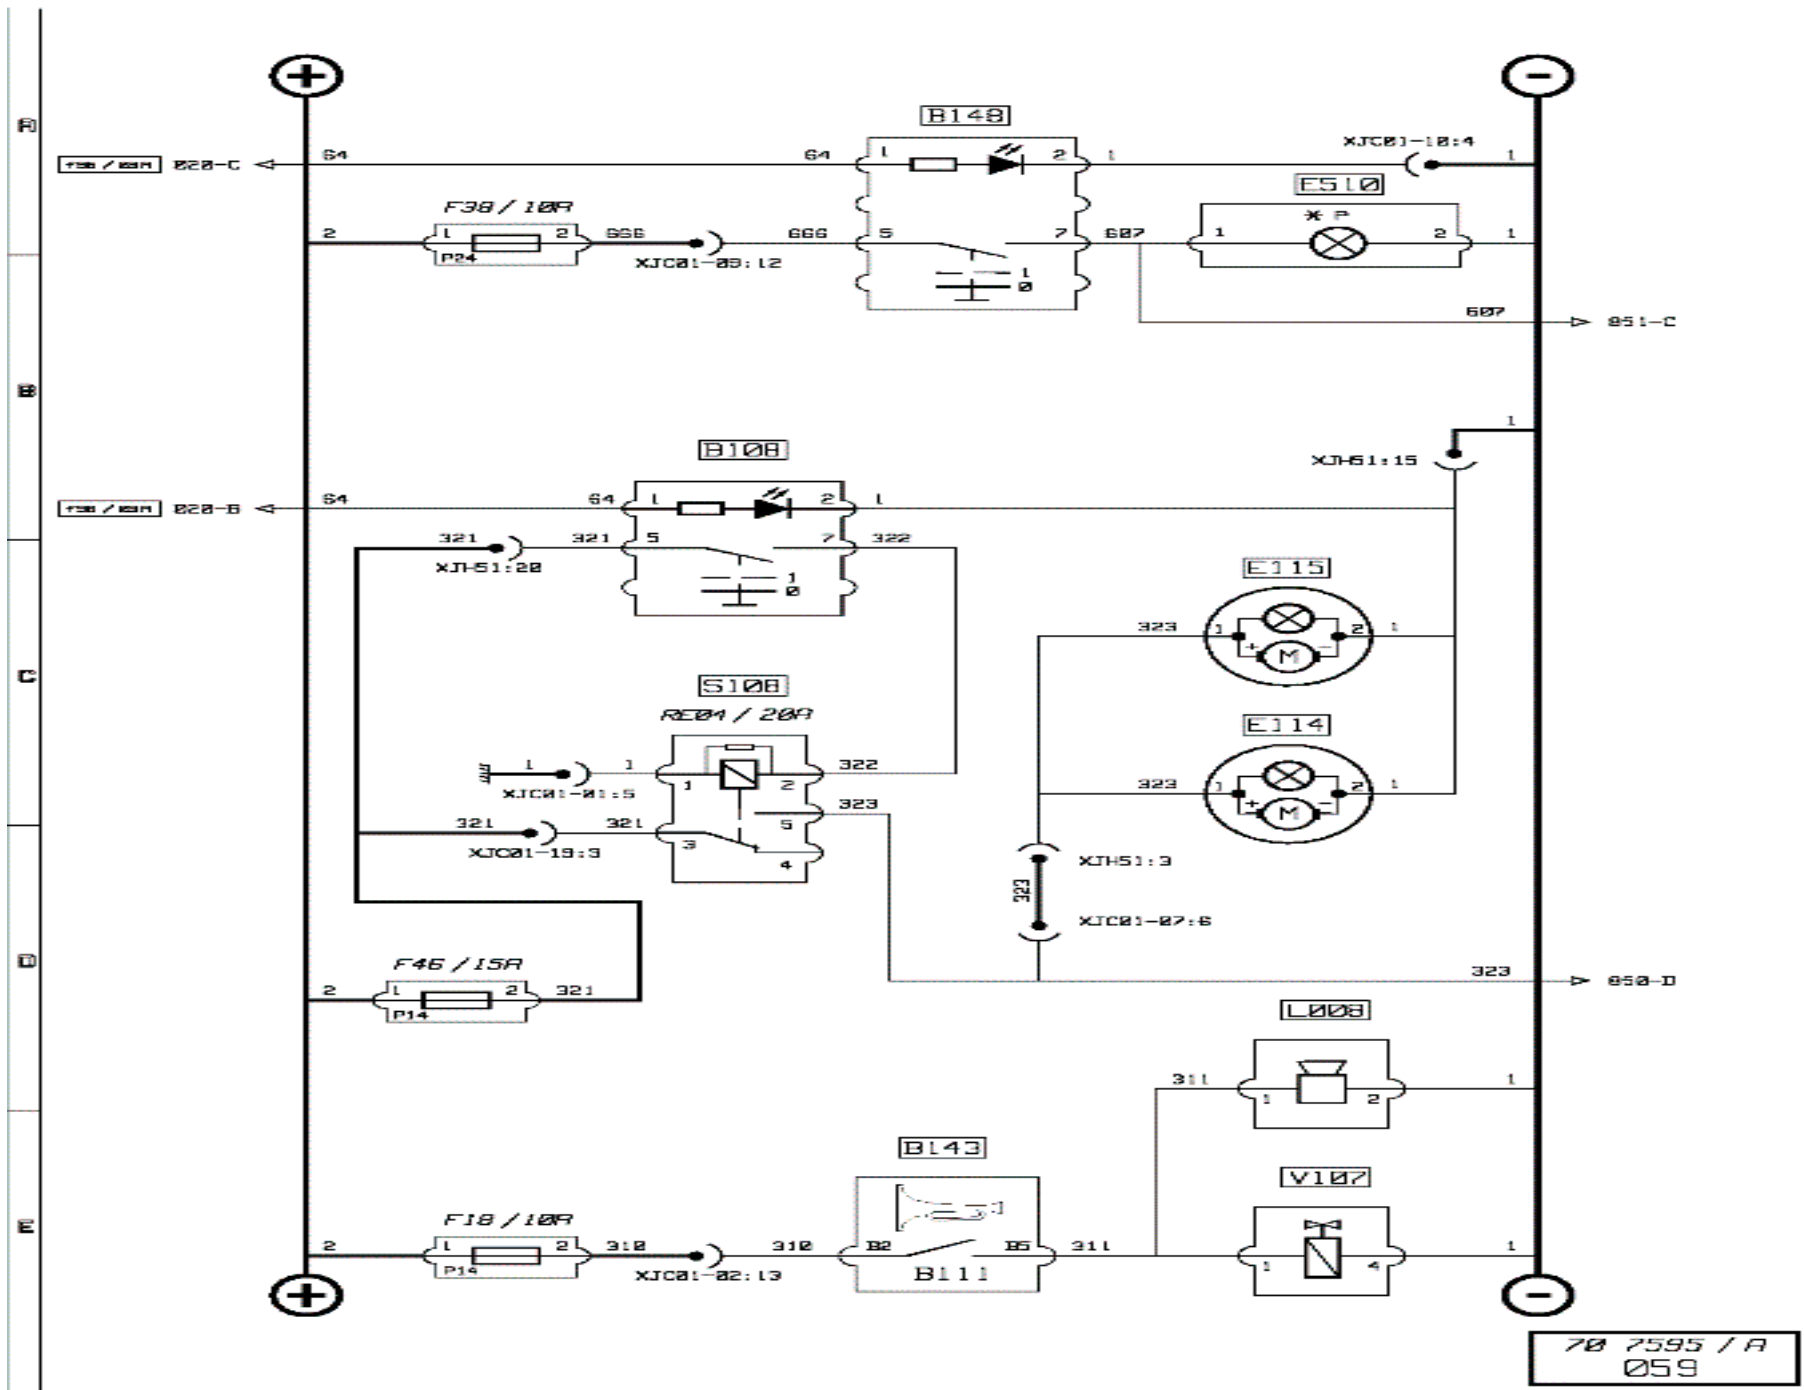 A
B148
XJC01-10:4
020-C
64
64
1
2
1
1
E510
F38 / 10A
* P
2
1
2
666
666
5
7
607
1
2
1
P24
XJC01-09:12
1
0
607
851-C
B
1
B108
XJH51:15
020-B
64
64
1
2
1
321
321
5
7
322
XJH51:20
1
0
E115
323
1
2
1
+
-
M
C
S108
RE04 / 20A
E114
1
1
1
2
322
XJC01-01:5
323
1
2
1
+
-
M
323
5
321
321
3
4
XJC01-19:3
XJH51:3
323
XJC01-07:6
D
F46 / 15A
323
850-D
2
1
2
321
P14
L008
311
1
2
1
B143
V107
E
F18 / 10A
2
1
2
310
310
B2
B5
311
1
4
1
P14
XJC01-02:13
B111
70 7595 / A
059